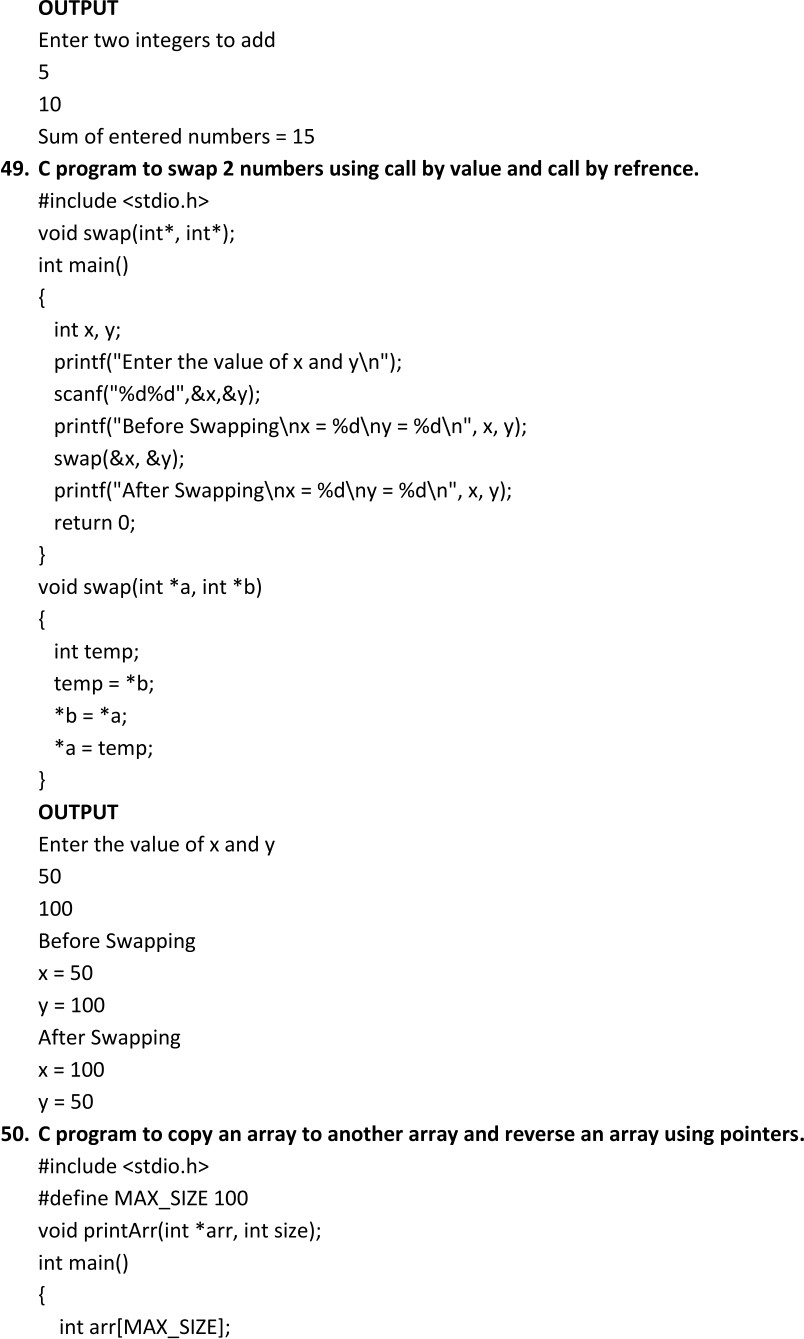 OUTPUT
Enter two integers to add
5
10
Sum of entered numbers = 15
49. C program to swap 2 numbers using call by value and call by refrence.
#include <stdio.h>
void swap(int*, int*);
int main()
{
int x, y;
printf("Enter the value of x and y\n");
scanf("%d%d",&x,&y);
printf("Before Swapping\nx = %d\ny = %d\n", x, y);
swap(&x, &y);
printf("After Swapping\nx = %d\ny = %d\n", x, y);
return 0;
}
void swap(int *a, int *b)
{
int temp;
temp = *b;
*b = *a;
*a = temp;
}
OUTPUT
Enter the value of x and y
50
100
Before Swapping
x = 50
y = 100
After Swapping
x = 100
y = 50
50. C program to copy an array to another array and reverse an array using pointers.
#include <stdio.h>
#define MAX_SIZE 100
void printArr(int *arr, int size);
int main()
{
int arr[MAX_SIZE];